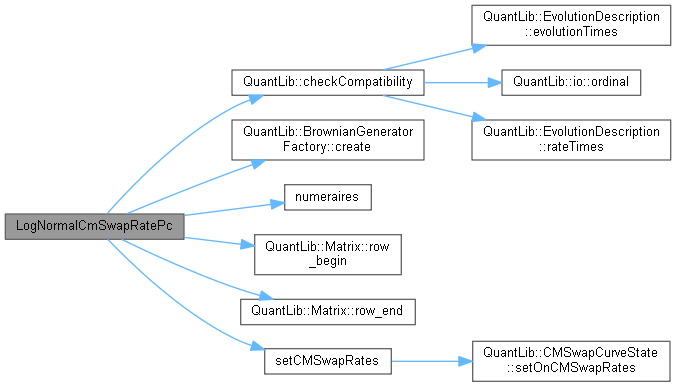 QuantLib::EvolutionDescription
::evolutionTimes
QuantLib::checkCompatibility
QuantLib::io::ordinal
QuantLib::BrownianGenerator
Factory::create
QuantLib::EvolutionDescription
::rateTimes
numeraires
LogNormalCmSwapRatePc
QuantLib::Matrix::row
_begin
QuantLib::Matrix::row_end
setCMSwapRates
QuantLib::CMSwapCurveState
::setOnCMSwapRates